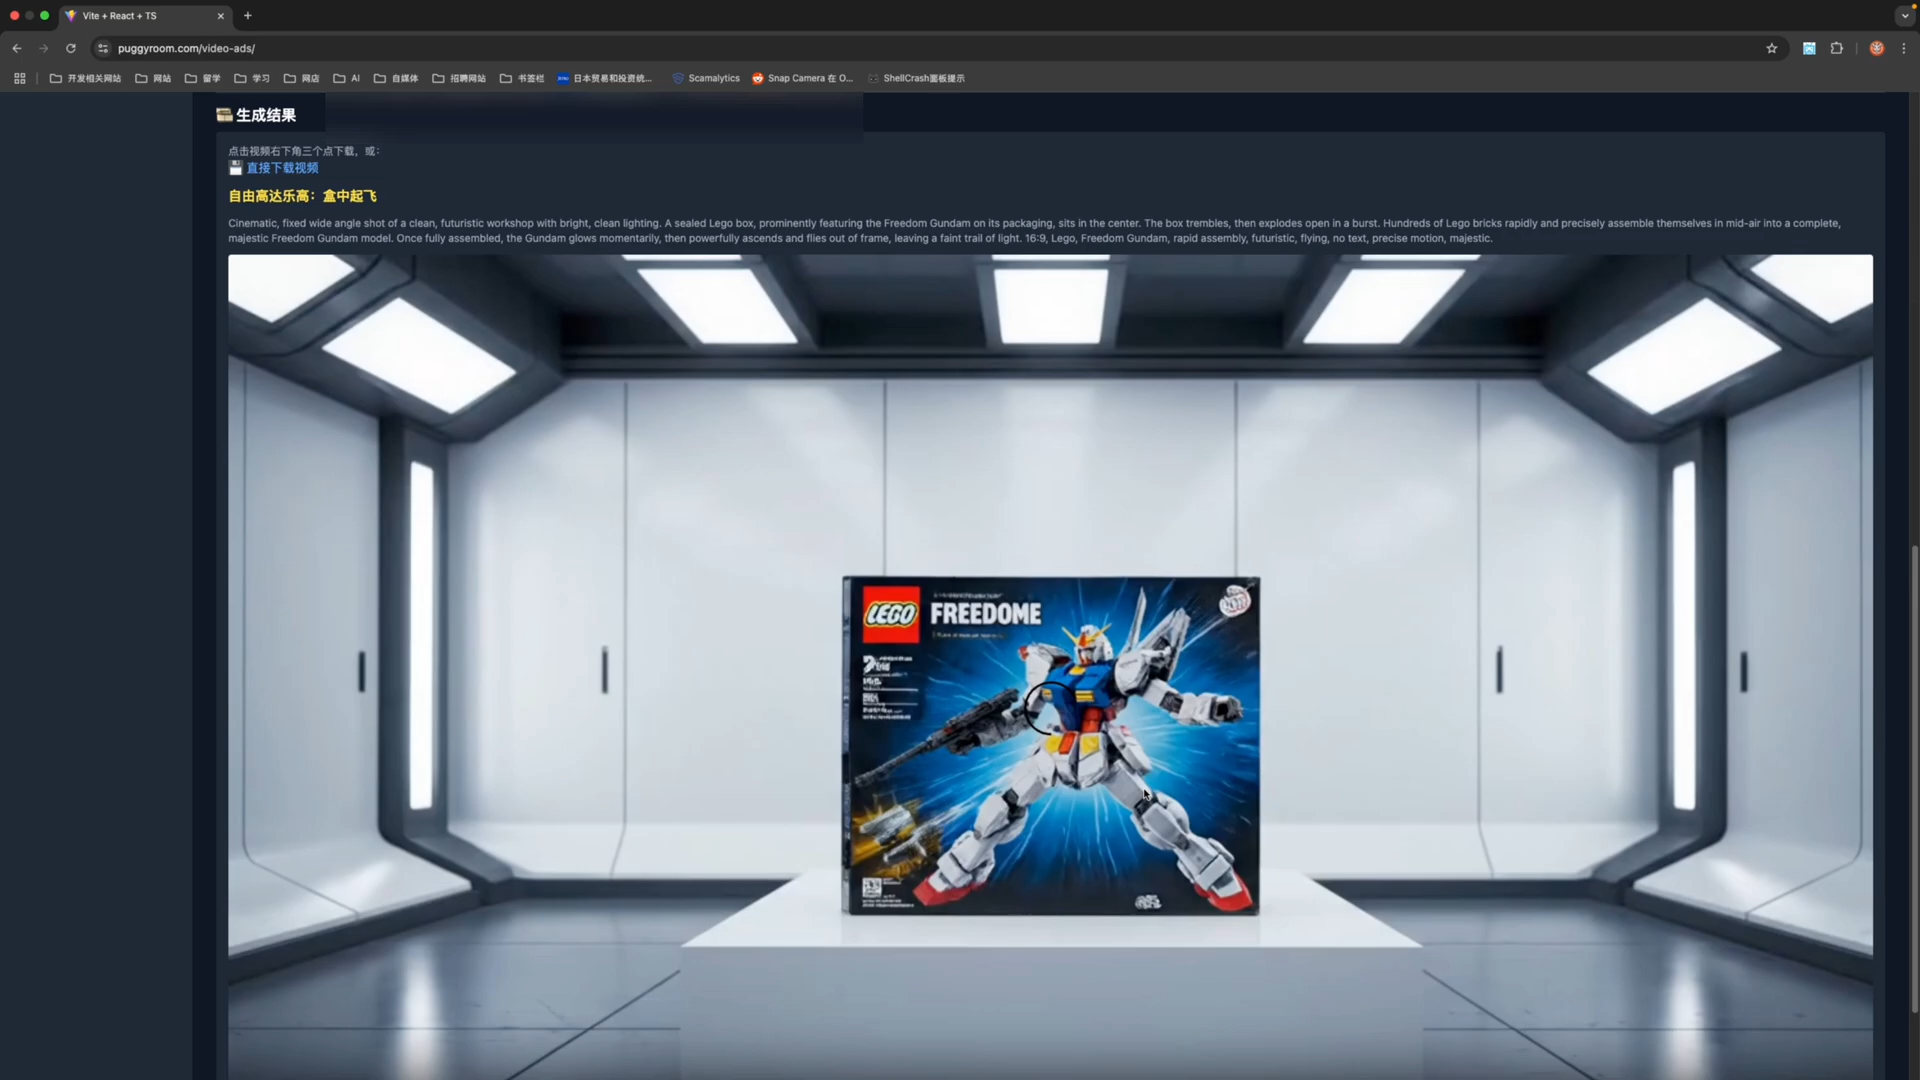 Vite + React + TS
puggyroom.com/video-ads/
开发相关网站 网站 留学 学习 网店 AI 自媒体 招聘网站 书签栏 日本贸易和投资统... Scamalytics Snap Camera 在 O... ShellCrash面板提示
生成结果
点击视频右下角三个点下载，或：
直接下载视频
自由高达乐高：盒中起飞
Cinematic, fixed wide angle shot of a clean, futuristic workshop with bright, clean lighting. A sealed Lego box, prominently featuring the Freedom Gundam on its packaging, sits in the center. The box trembles, then explodes open in a burst. Hundreds of Lego bricks rapidly and precisely assemble themselves in mid-air into a complete,
majestic Freedom Gundam model. Once fully assembled, the Gundam glows momentarily, then powerfully ascends and flies out of frame, leaving a faint trail of light. 16:9, Lego, Freedom Gundam, rapid assembly, futuristic, flying, no text, precise motion, majestic.
LEGO FREEDOME